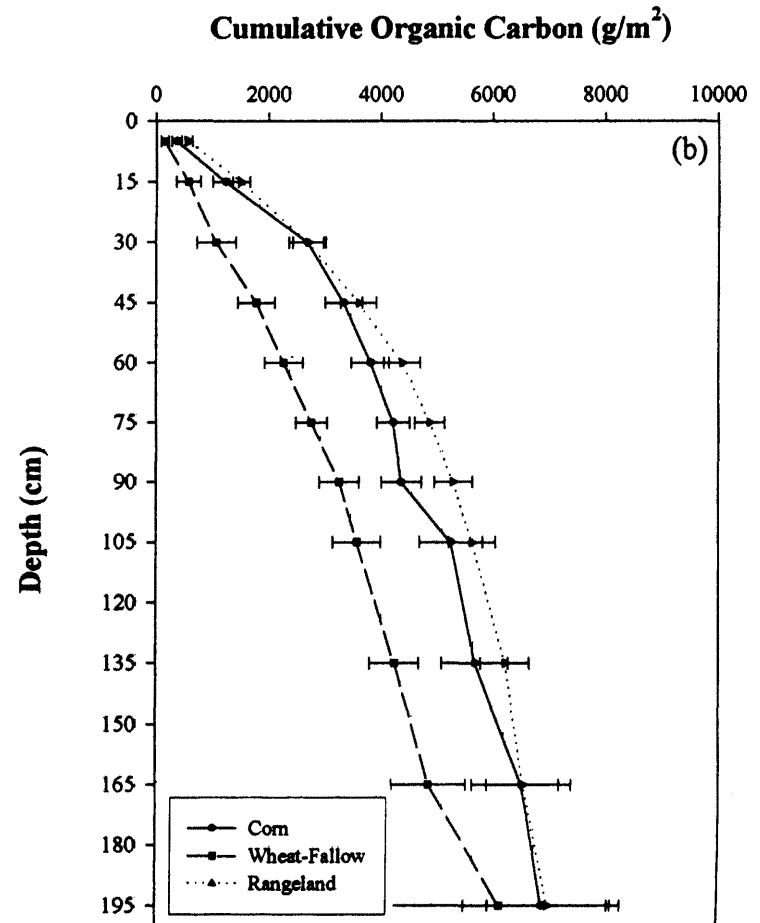 Cumulative Organic Carbon (g/m²)
0 2000 4000 6000 8000 10000
0
(b)
15
30
45
60
75
90
105
120
135
150
165
180
195
Depth (cm)
Corn
Wheat-Fallow
Rangeland